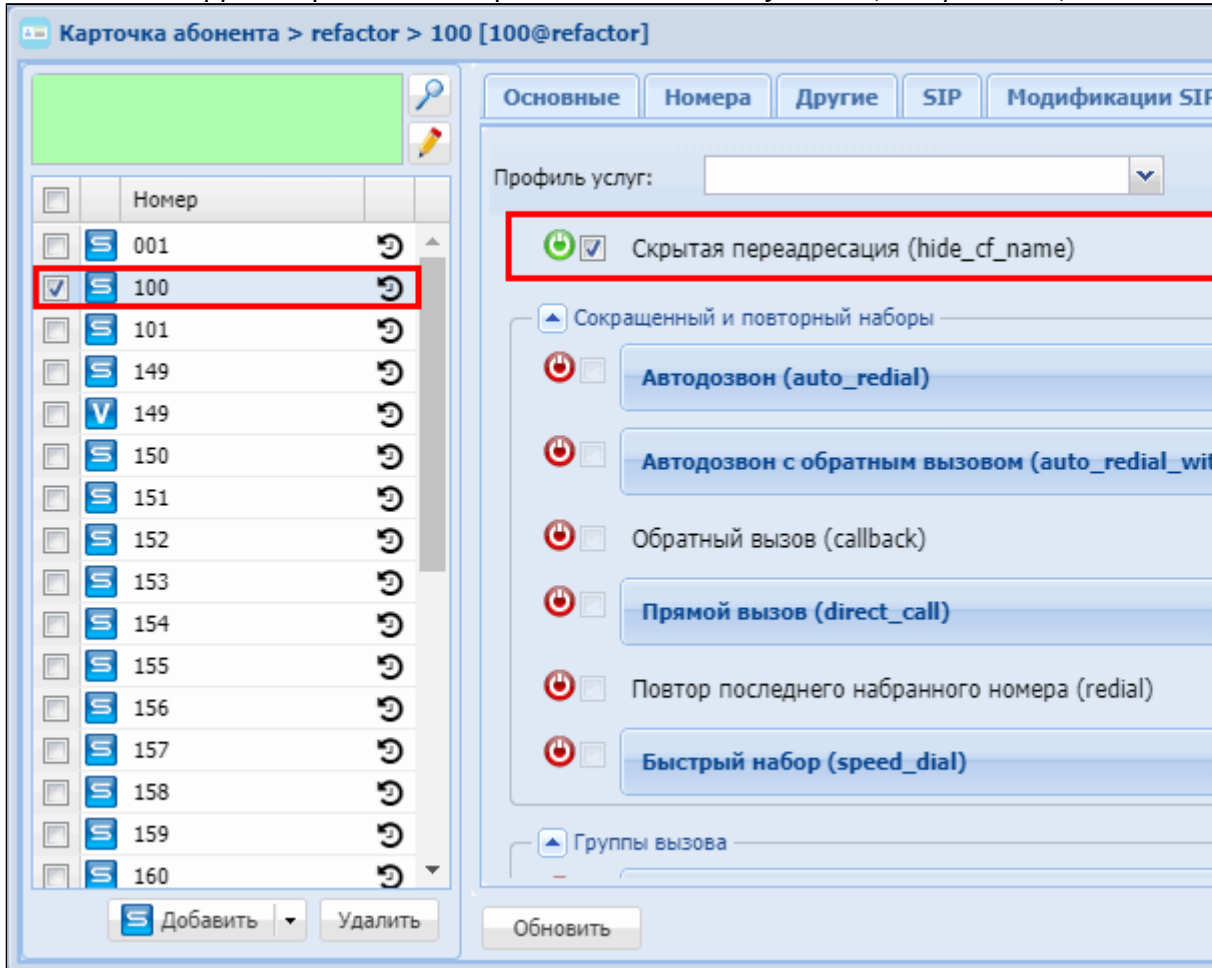 Карточка абонента > refactor > 100 [100@refactor]
Номер
001
100
101
149
149
150
151
152
153
154
155
156
157
158
159
160
Добавить Удалить
Основные Номера Другие SIP Модификации SIP
Профиль услуг:
Скрытая переадресация (hide_cf_name)
Сокращенный и повторный наборы
Автодозвон (auto_redial)
Автодозвон с обратным вызовом (auto_redial_wit
Обратный вызов (callback)
Прямой вызов (direct_call)
Повтор последнего набранного номера (redial)
Быстрый набор (speed_dial)
Группы вызова
Обновить